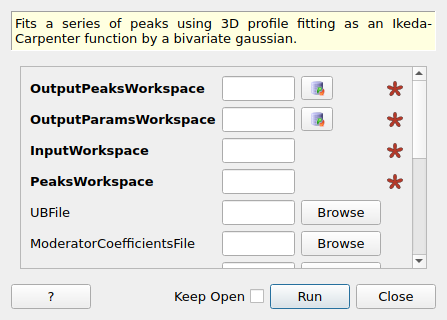 Fits a series of peaks using 3D profile fitting as an Ikeda-
Carpenter function by a bivariate gaussian.
OutputPeaksWorkspace
OutputParamsWorkspace
InputWorkspace
PeaksWorkspace
UBFile Browse
ModeratorCoefficientsFile Browse
? Keep Open Run Close